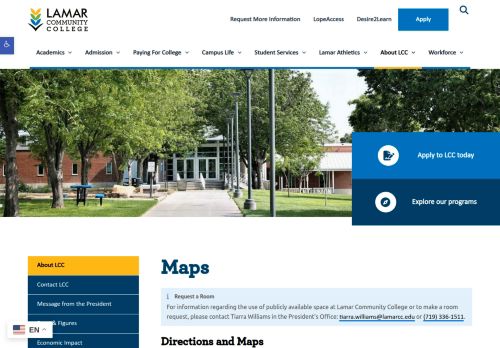 LAMAR
COMMUNITY
COLLEGE
Request More Information
LopeAccess
Desire2Learn
Apply
Academics
Admission
Paying For College
Campus Life
Student Services
Lamar Athletics
About LCC
Workforce
Apply to LCC today
Explore our programs
About LCC
Contact LCC
Message from the President
& Figures
Economic Impact
EN
Maps
Request a Room
For information regarding the use of publicly available space at Lamar Community College or to make a room
request, please contact Tiarra Williams in the President's Office: tiarra.williams@lamarcc.edu or (719) 336-1511.
Directions and Maps